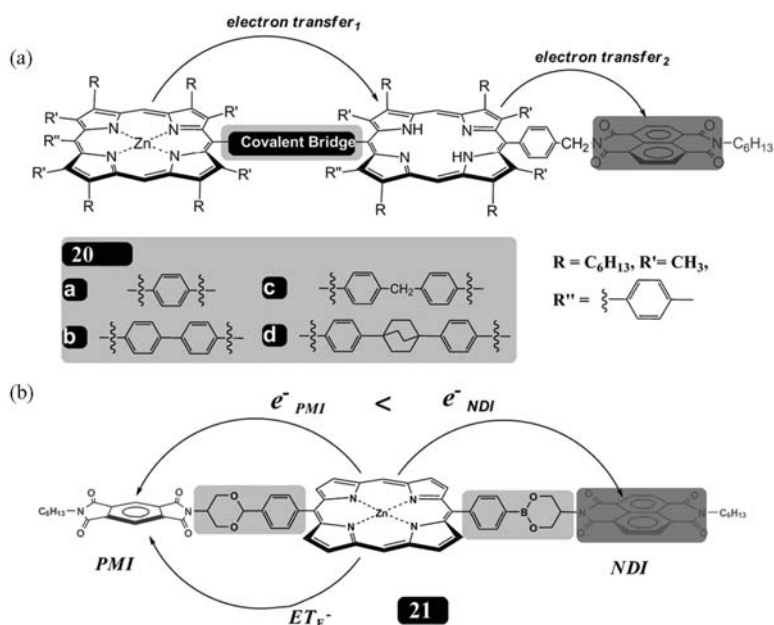 (a)
electron transfer₁
electron transfer₂
R R R R
R' R' R' R'
N N NH N
R'' Zn Covalent Bridge CH₂ N N C₆H₁₃
O O O O
R' N N R' R'' N HN R'
R' R' R'
R R R R
20
a c CH₂
b d
R = C₆H₁₃, R'= CH₃,
R'' =
(b)
e⁻ PMI < e⁻ NDI
O O N N O O O O
C₆H₁₃ N N O Zn B N N C₆H₁₃
O O O N N O O O
PMI NDI
21